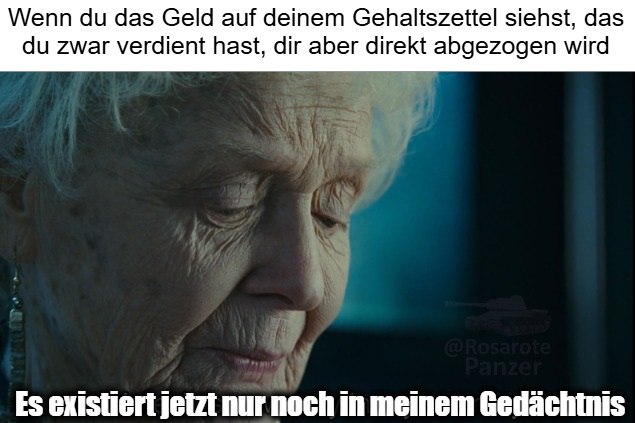 Wenn du das Geld auf deinem Gehaltszettel siehst, das
du zwar verdient hast, dir aber direkt abgezogen wird
@Rosarote
Panzer
Es existiert jetzt nur noch in meinem Gedächtnis